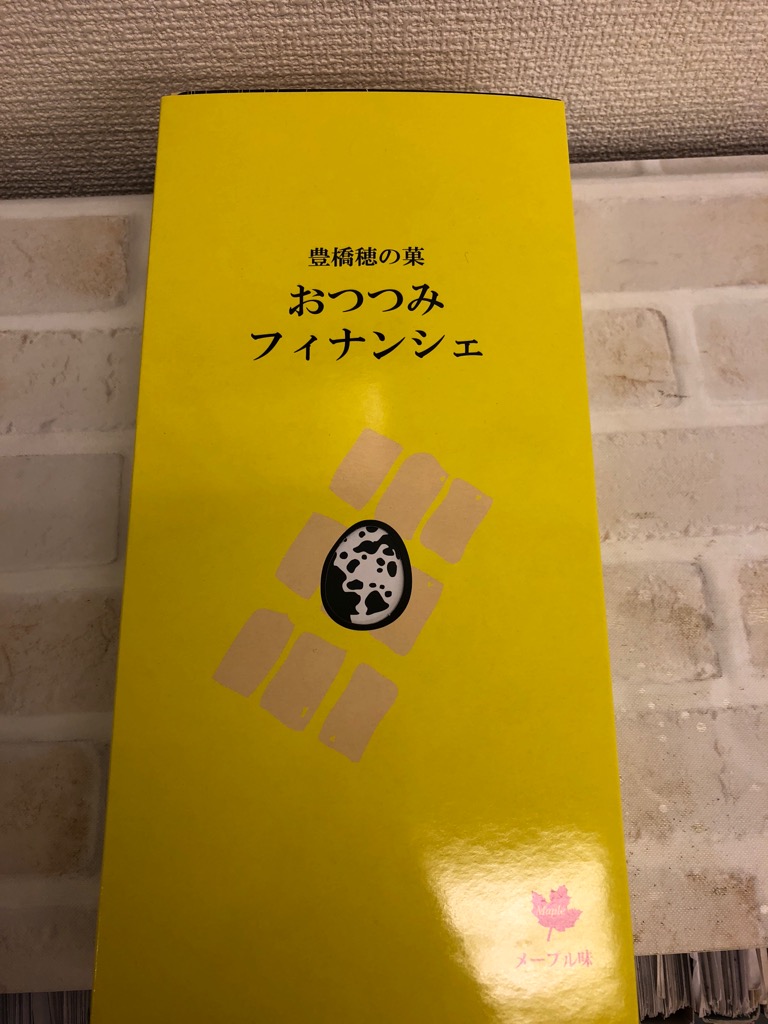 豊橋穂の菓
おつつみ
フィナンシェ
Maple
メープル味